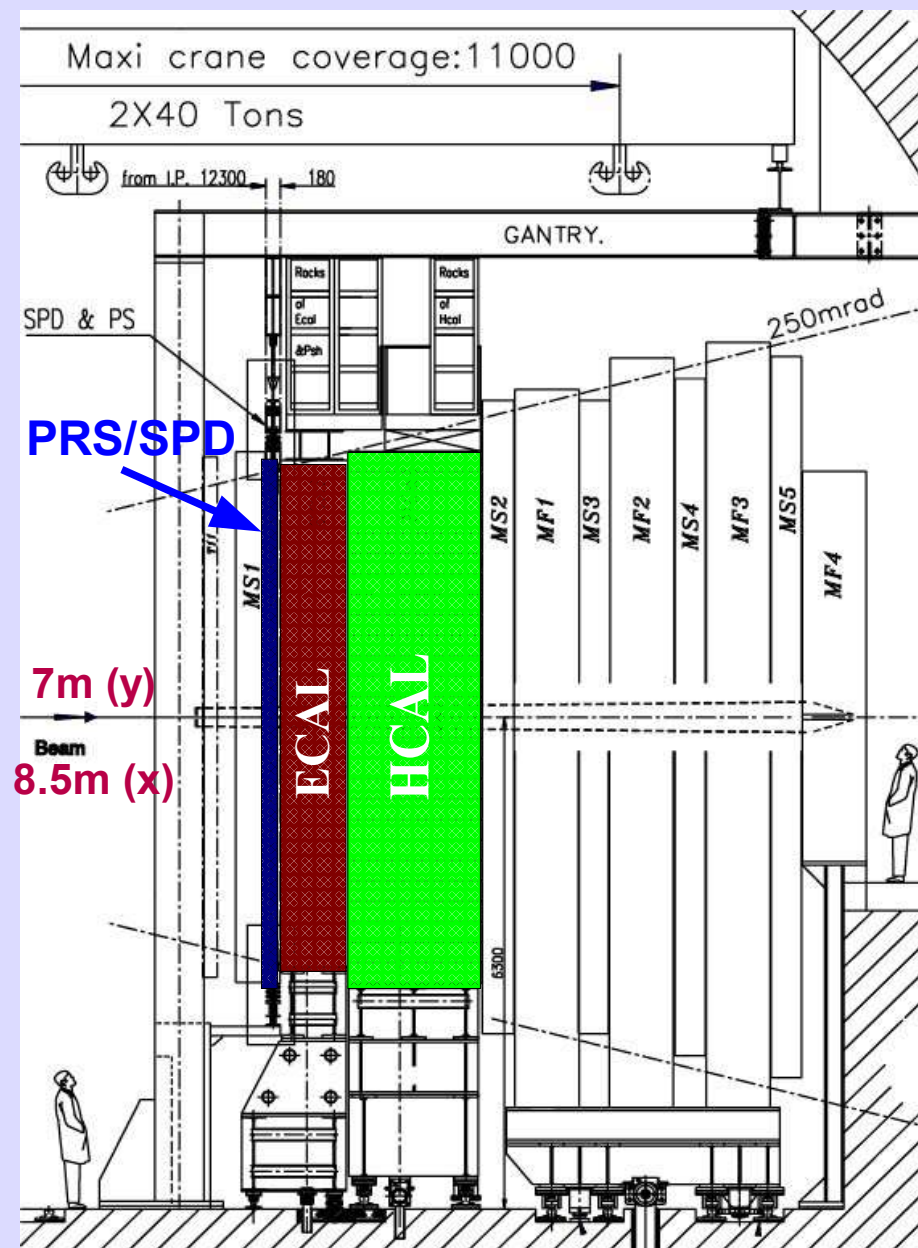 Maxi crane coverage:11000
2X40 Tons
from I.P. 12300
180
GANTRY.
Racks
of
Ecal
&Psh
Racks
of
Hcal
250mrad
SPD & PS
PRS/SPD
MS1
MS2
MF1
MS3
MF2
MS4
MF3
MS5
MF4
ECAL
HCAL
7m (y)
Beam
8.5m (x)
6300